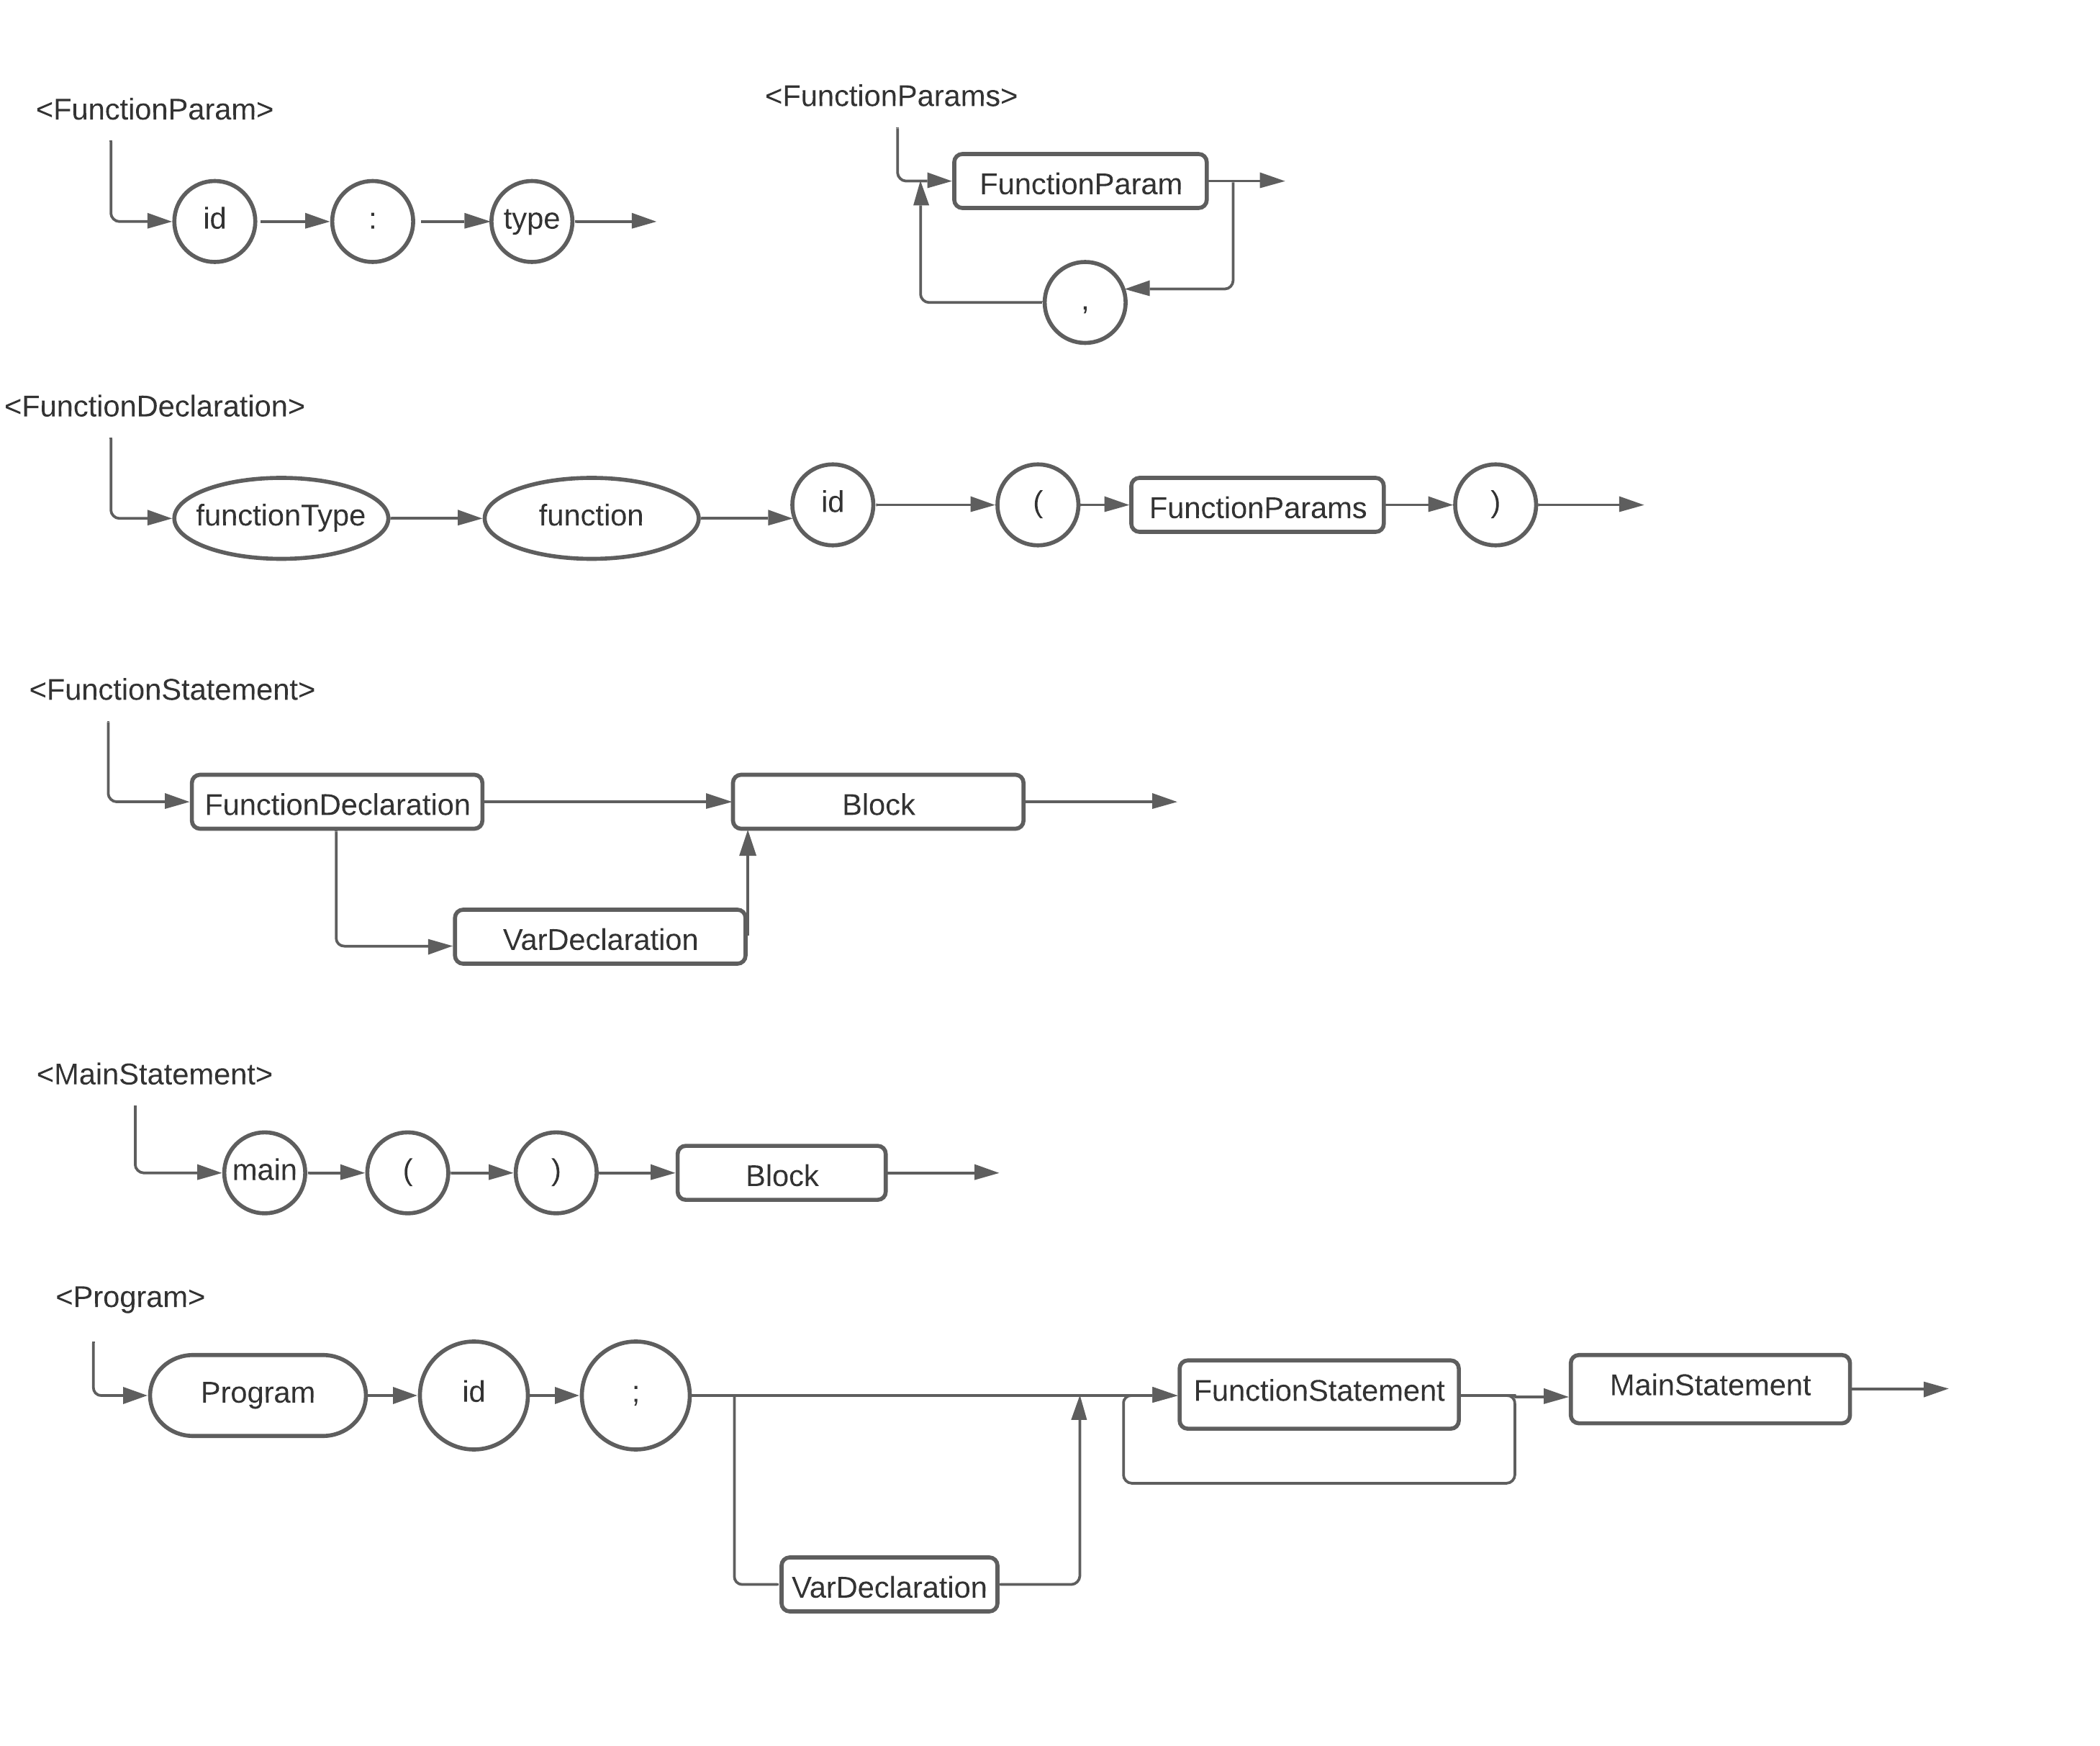 <FunctionParam>
id : type
<FunctionParams>
FunctionParam
,
<FunctionDeclaration>
functionType function id ( FunctionParams )
<FunctionStatement>
FunctionDeclaration Block
VarDeclaration
<MainStatement>
main ( ) Block
<Program>
Program id ; FunctionStatement MainStatement
VarDeclaration